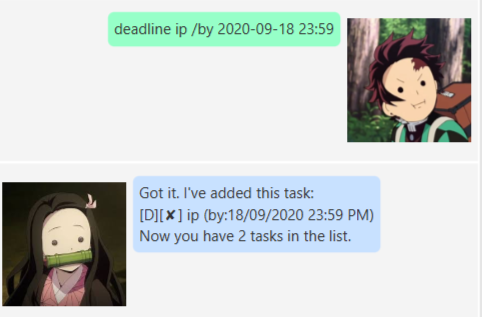 deadline ip /by 2020-09-18 23:59
Got it. I've added this task:
[D][✘] ip (by:18/09/2020 23:59 PM)
Now you have 2 tasks in the list.